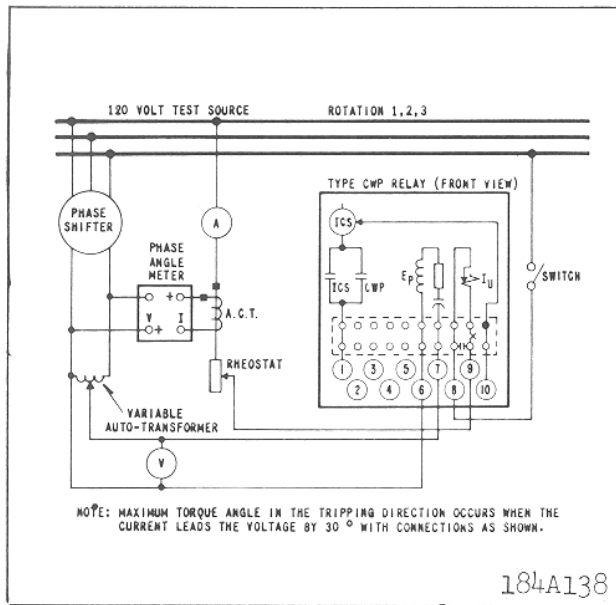 120 VOLT TEST SOURCE ROTATION 1,2,3
TYPE CWP RELAY (FRONT VIEW)
PHASE
SHIFTER
A
ICS
PHASE
ANGLE
METER
+
V I
+
A.C.T.
ICS CWP
Ep
IU
SWITCH
RHEOSTAT
1 3 5 7 9
2 4 6 8 10
VARIABLE
AUTO-TRANSFORMER
V
NOTE: MAXIMUM TORQUE ANGLE IN THE TRIPPING DIRECTION OCCURS WHEN THE
CURRENT LEADS THE VOLTAGE BY 30 ° WITH CONNECTIONS AS SHOWN.
184A138